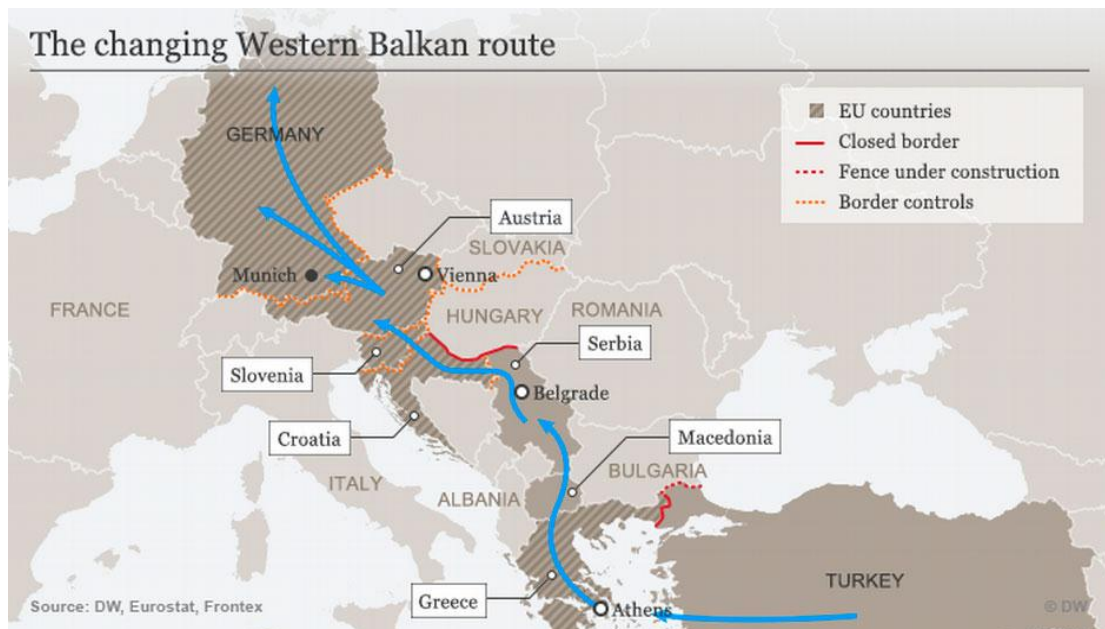 The changing Western Balkan route
EU countries
Closed border
Fence under construction
Border controls
GERMANY
Austria
SLOVAKIA
Munich
Vienna
FRANCE
HUNGARY
ROMANIA
Serbia
Slovenia
Belgrade
Croatia
Macedonia
BULGARIA
ITALY
ALBANIA
TURKEY
Greece
Athens
Source: DW, Eurostat, Frontex
© DW